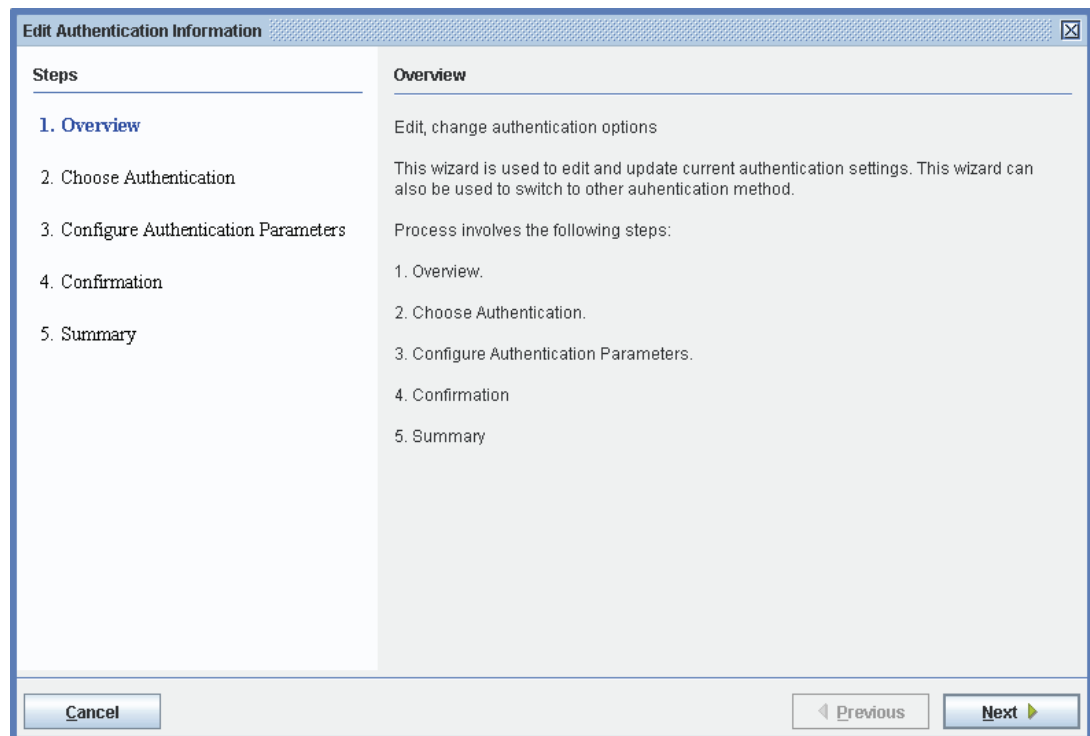 Edit Authentication Information
Steps
1. Overview
2. Choose Authentication
3. Configure Authentication Parameters
4. Confirmation
5. Summary
Overview
Edit, change authentication options
This wizard is used to edit and update current authentication settings. This wizard can
also be used to switch to other auhentication method.
Process involves the following steps:
1. Overview.
2. Choose Authentication.
3. Configure Authentication Parameters.
4. Confirmation
5. Summary
Cancel
Previous
Next